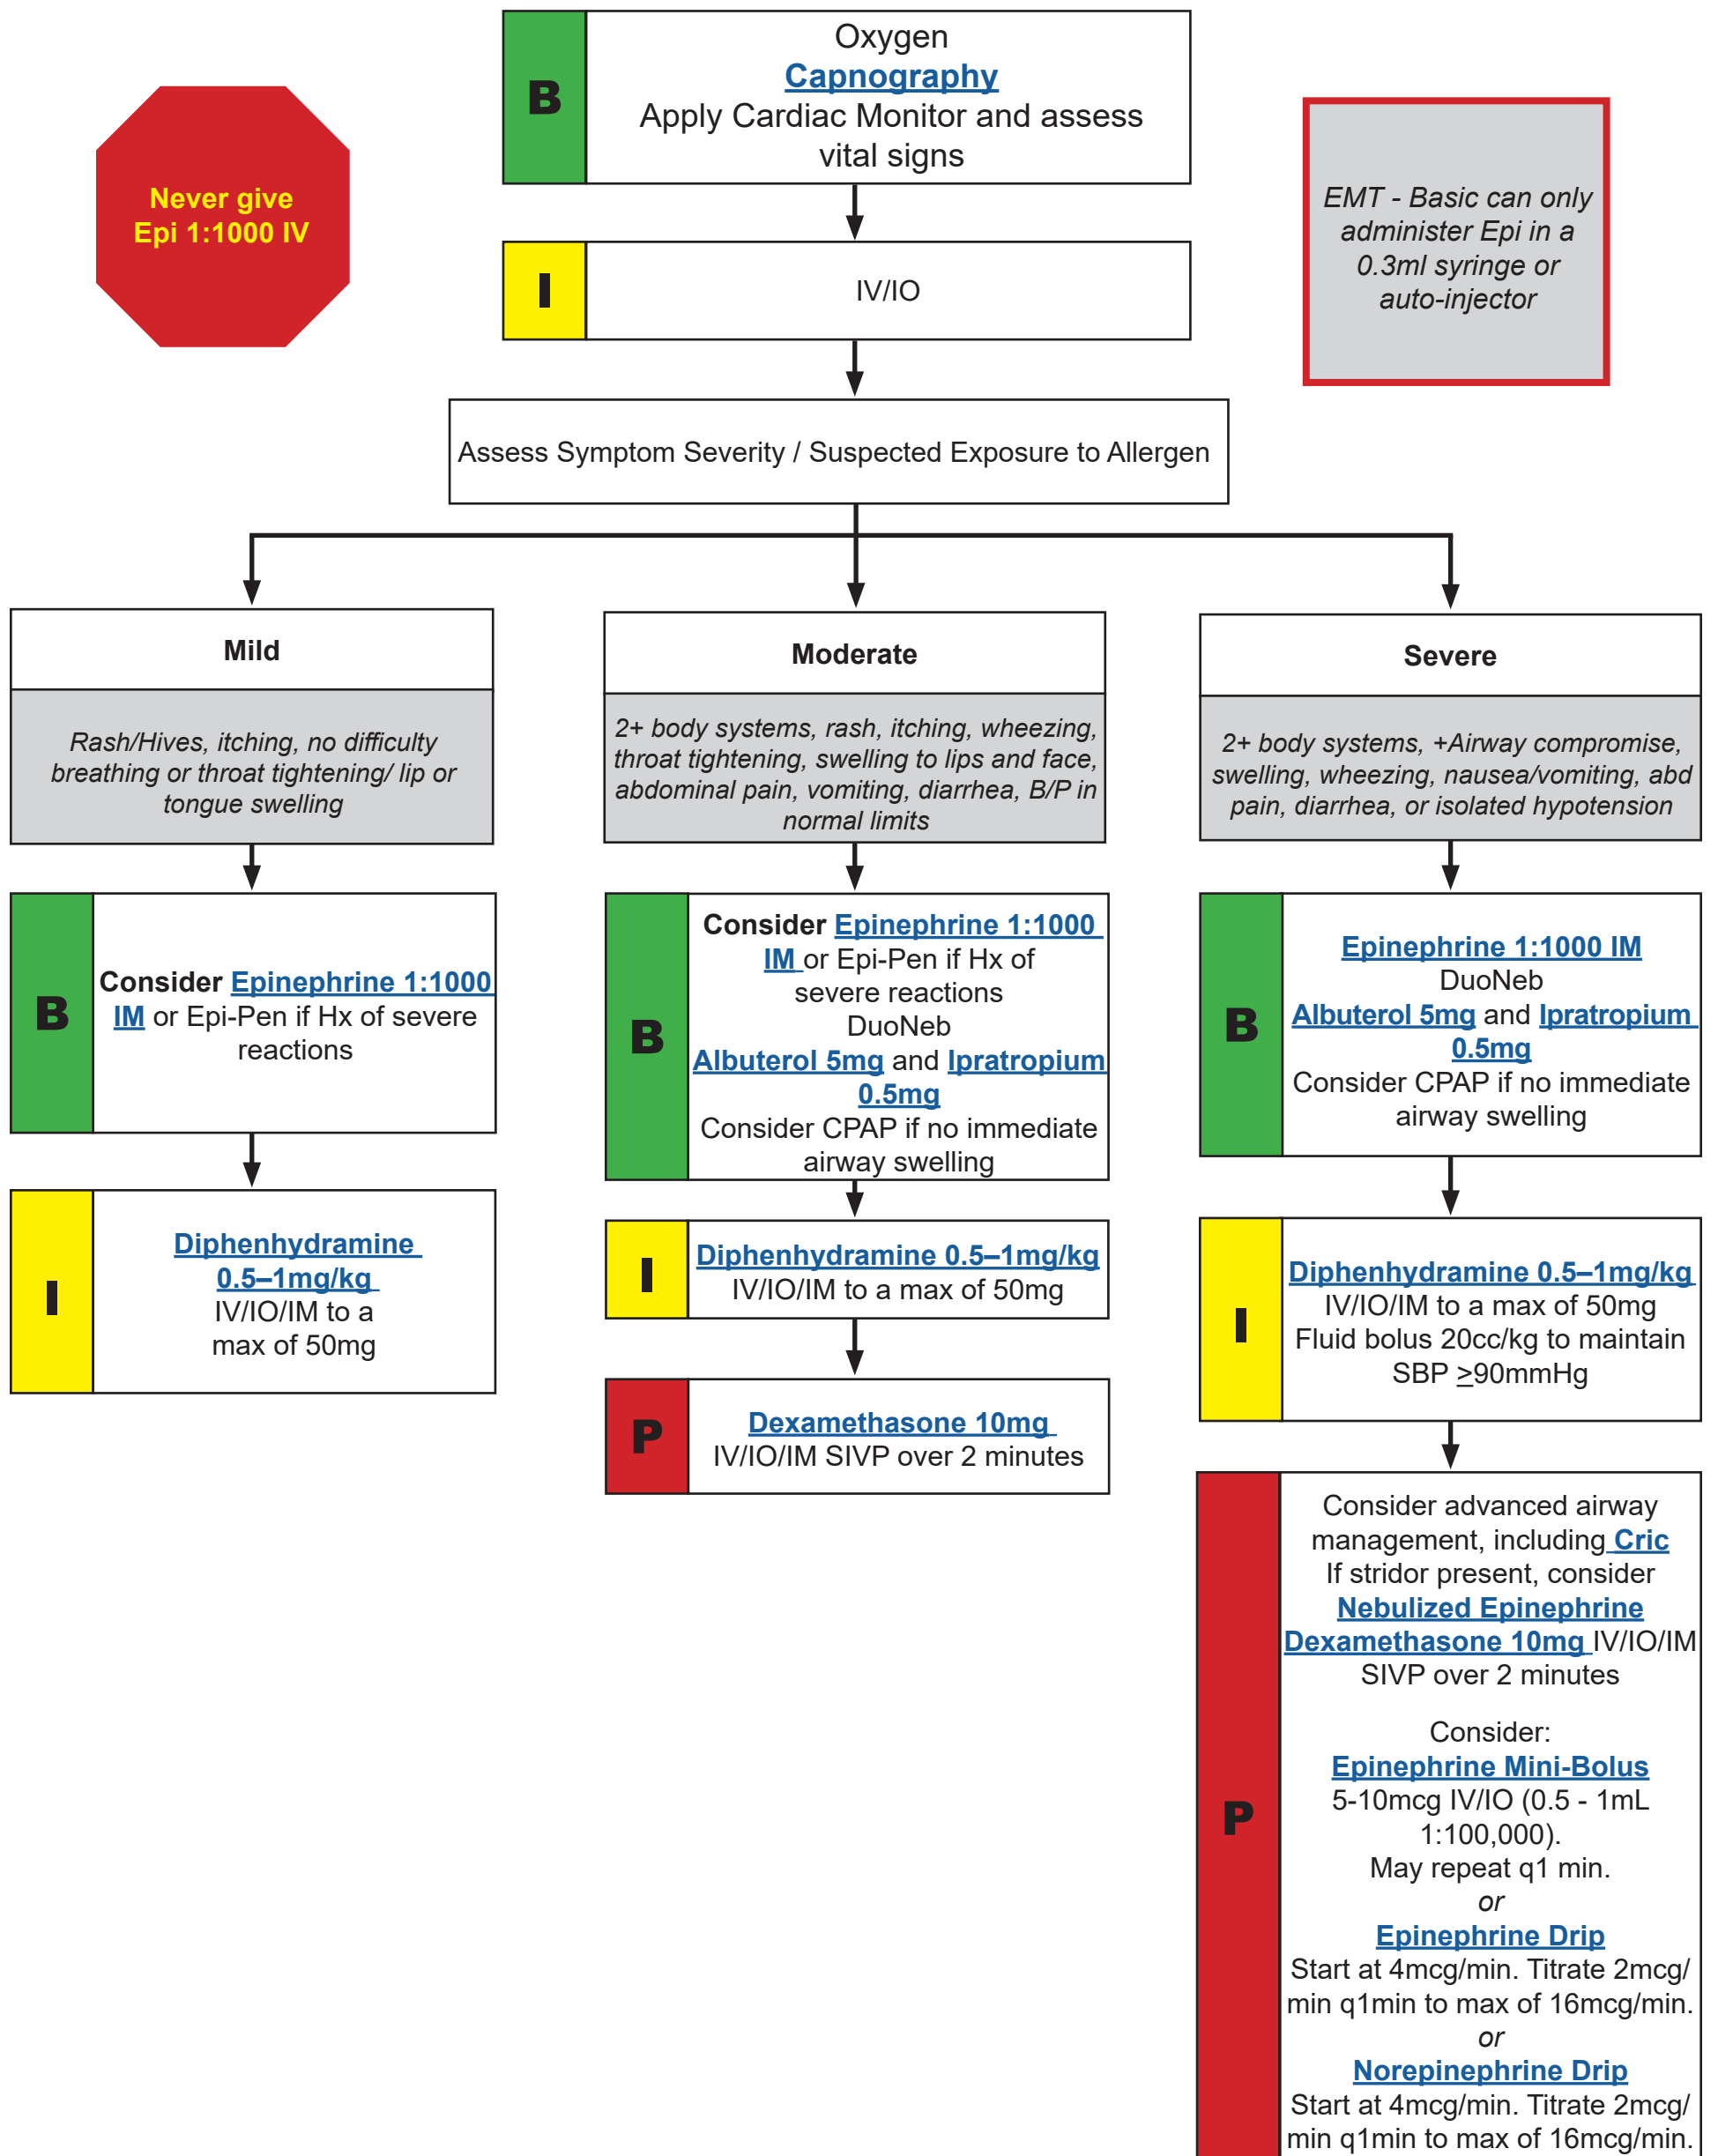 B
Oxygen
Capnography
Apply Cardiac Monitor and assess
vital signs
Never give
Epi 1:1000 IV
EMT - Basic can only
administer Epi in a
0.3ml syringe or
auto-injector
I
IV/IO
Assess Symptom Severity / Suspected Exposure to Allergen
Mild
Rash/Hives, itching, no difficulty
breathing or throat tightening/ lip or
tongue swelling
B
Consider Epinephrine 1:1000
IM or Epi-Pen if Hx of severe
reactions
I
Diphenhydramine
0.5–1mg/kg
IV/IO/IM to a
max of 50mg
Moderate
2+ body systems, rash, itching, wheezing,
throat tightening, swelling to lips and face,
abdominal pain, vomiting, diarrhea, B/P in
normal limits
B
Consider Epinephrine 1:1000
IM or Epi-Pen if Hx of
severe reactions
DuoNeb
Albuterol 5mg and Ipratropium
0.5mg
Consider CPAP if no immediate
airway swelling
I
Diphenhydramine 0.5–1mg/kg
IV/IO/IM to a max of 50mg
P
Dexamethasone 10mg
IV/IO/IM SIVP over 2 minutes
Severe
2+ body systems, +Airway compromise,
swelling, wheezing, nausea/vomiting, abd
pain, diarrhea, or isolated hypotension
B
Epinephrine 1:1000 IM
DuoNeb
Albuterol 5mg and Ipratropium
0.5mg
Consider CPAP if no immediate
airway swelling
I
Diphenhydramine 0.5–1mg/kg
IV/IO/IM to a max of 50mg
Fluid bolus 20cc/kg to maintain
SBP ≥90mmHg
P
Consider advanced airway
management, including Cric
If stridor present, consider
Nebulized Epinephrine
Dexamethasone 10mg IV/IO/IM
SIVP over 2 minutes
Consider:
Epinephrine Mini-Bolus
5-10mcg IV/IO (0.5 - 1mL
1:100,000).
May repeat q1 min.
or
Epinephrine Drip
Start at 4mcg/min. Titrate 2mcg/
min q1min to max of 16mcg/min.
or
Norepinephrine Drip
Start at 4mcg/min. Titrate 2mcg/
min q1min to max of 16mcg/min.